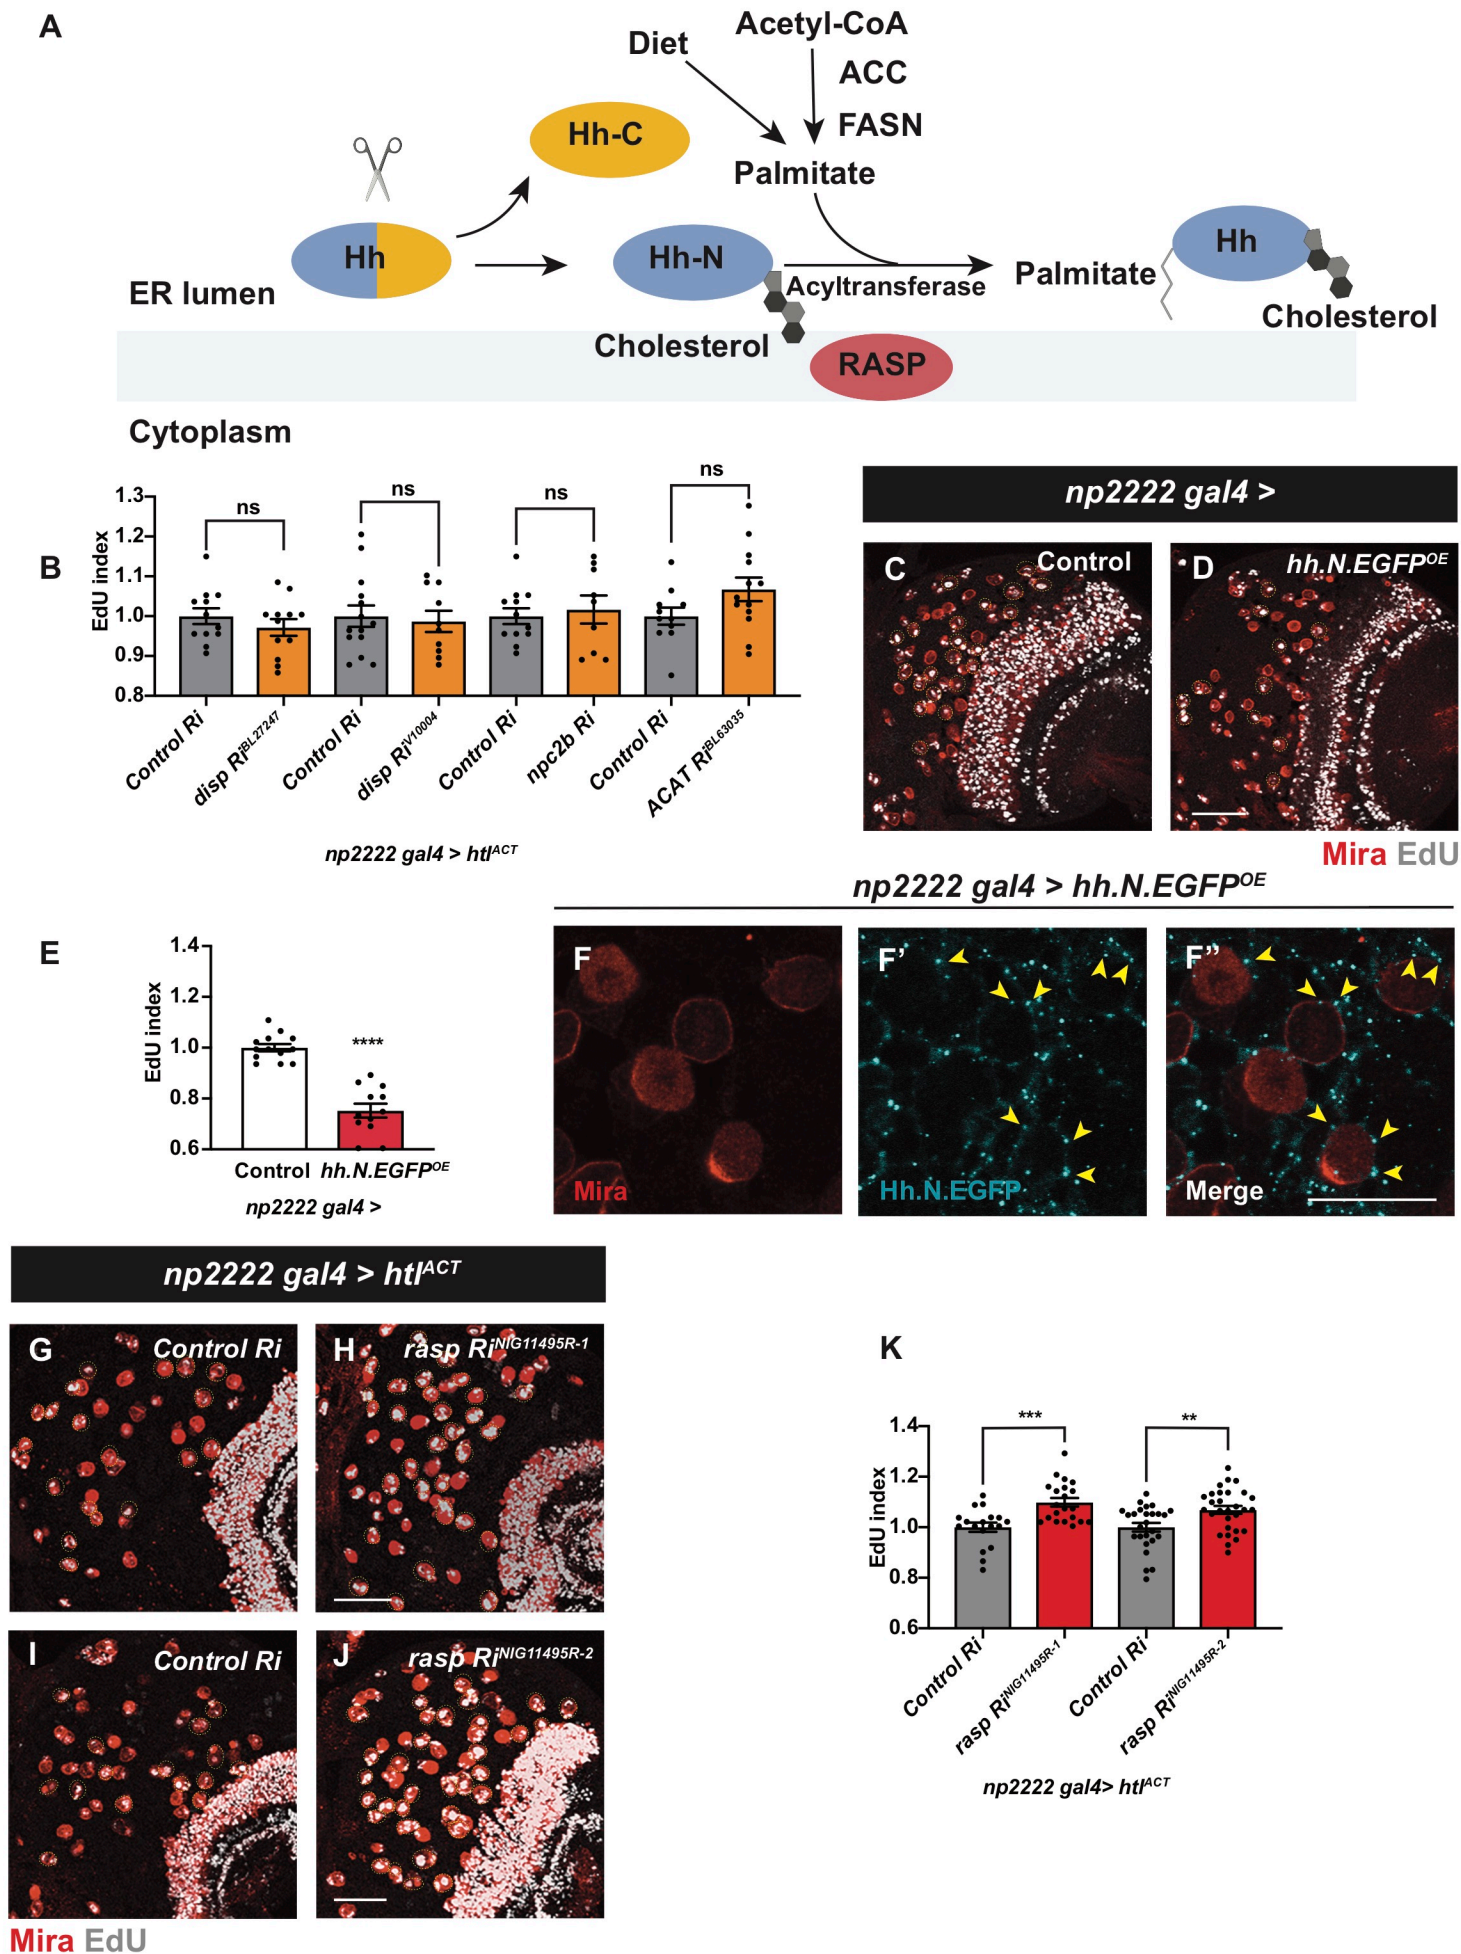 A
Diet
Acetyl-CoA
ACC
FASN
Palmitate
Hh-C
Hh
Hh-N
Acyltransferase
Palmitate
Hh
Cholesterol
ER lumen
Cholesterol
RASP
Cytoplasm
B
EdU index
1.3
1.2
1.1
1.0
0.9
0.8
ns
ns
ns
ns
Control Ri
disp Ri^BL27247
Control Ri
disp Ri^V10004
Control Ri
npc2b Ri
Control Ri
ACAT Ri^BL63035
np2222 gal4 > htl^ACT
np2222 gal4 >
C
Control
D
hh.N.EGFP^OE
Mira EdU
E
EdU index
1.4
1.2
1.0
0.8
0.6
****
Control
hh.N.EGFP^OE
np2222 gal4 >
np2222 gal4 > hh.N.EGFP^OE
F
Mira
F’
Hh.N.EGFP
F”
Merge
np2222 gal4 > htl^ACT
G
Control Ri
H
rasp Ri^NIG11495R-1
I
Control Ri
J
rasp Ri^NIG11495R-2
Mira EdU
K
EdU index
1.4
1.2
1.0
0.8
0.6
***
**
Control Ri
rasp Ri^NIG11495R-1
Control Ri
rasp Ri^NIG11495R-2
np2222 gal4> htl^ACT